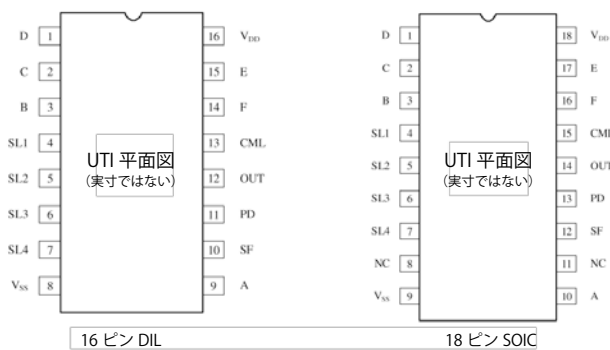 D 1 16 VDD
C 2 15 E
B 3 14 F
SL1 4 13 CML
SL2 5 12 OUT
SL3 6 11 PD
SL4 7 10 SF
VSS 8 9 A
UTI 平面図
(実寸ではない)
16 ピン DIL
D 1 18 VDD
C 2 17 E
B 3 16 F
SL1 4 15 CML
SL2 5 14 OUT
SL3 6 13 PD
SL4 7 12 SF
NC 8 11 NC
VSS 9 10 A
UTI 平面図
(実寸ではない)
18 ピン SOIC